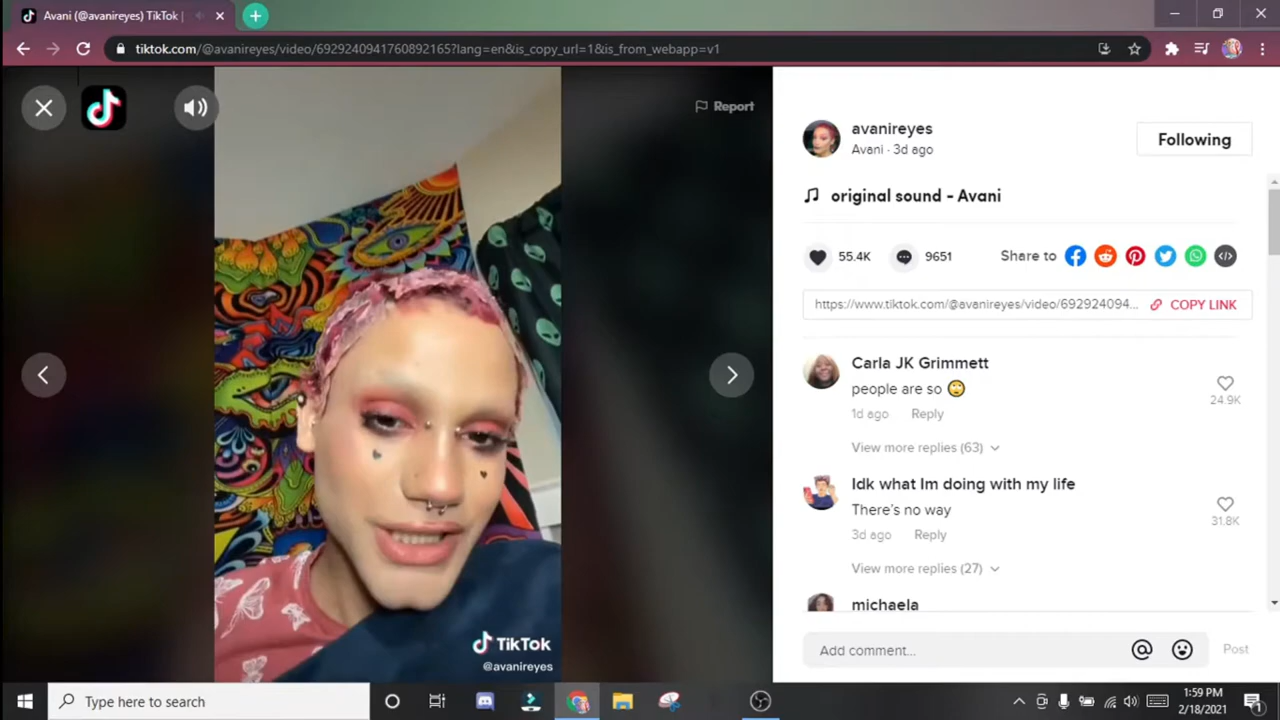 Avani (@avanireyes) TikTok |
tiktok.com/@avanireyes/video/6929240941760892165?lang=en&is_copy_url=1&is_from_webapp=v1
Report
TikTok
@avanireyes
avanireyes
Avani · 3d ago
Following
original sound - Avani
55.4K
9651
Share to
https://www.tiktok.com/@avanireyes/video/692924094...
COPY LINK
Carla JK Grimmett
people are so 🙄
24.9K
1d ago Reply
View more replies (63)
Idk what Im doing with my life
There's no way
31.8K
3d ago Reply
View more replies (27)
michaela
Add comment...
Post
Type here to search
1:59 PM
2/18/2021
1